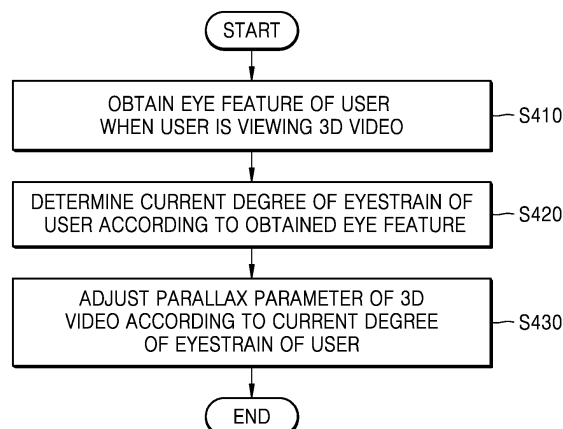 START
OBTAIN EYE FEATURE OF USER
WHEN USER IS VIEWING 3D VIDEO
S410
DETERMINE CURRENT DEGREE OF EYESTRAIN OF
USER ACCORDING TO OBTAINED EYE FEATURE
S420
ADJUST PARALLAX PARAMETER OF 3D
VIDEO ACCORDING TO CURRENT DEGREE
OF EYESTRAIN OF USER
S430
END